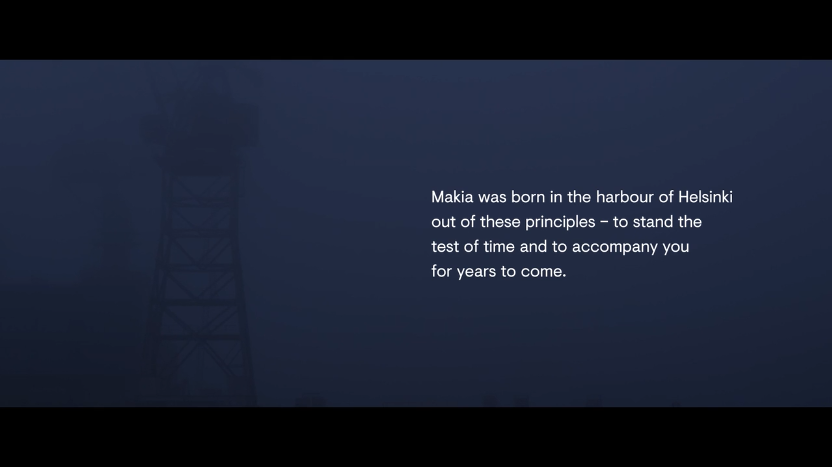 Makia was born in the harbour of Helsinki
out of these principles – to stand the
test of time and to accompany you
for years to come.